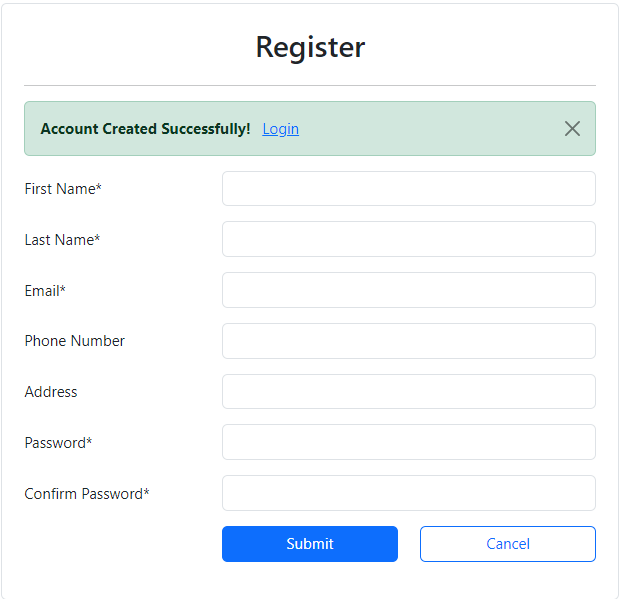 Register
Account Created Successfully! Login
First Name*
Last Name*
Email*
Phone Number
Address
Password*
Confirm Password*
Submit Cancel